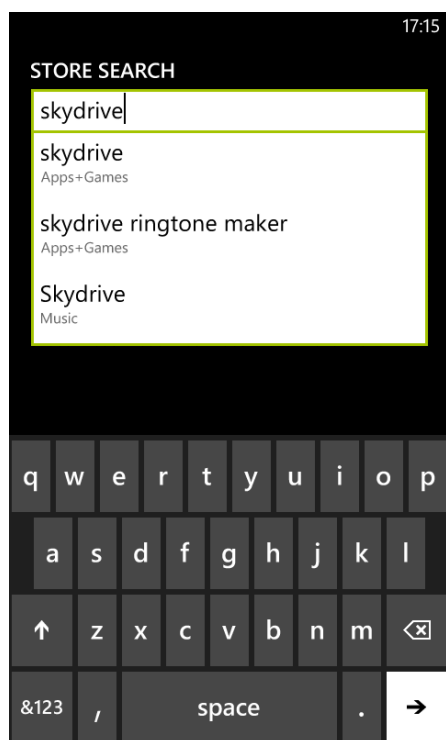 17:15
STORE SEARCH
skydrive
skydrive
Apps+Games
skydrive ringtone maker
Apps+Games
Skydrive
Music
q w e r t y u i o p
a s d f g h j k l
z x c v b n m
&123 , space .